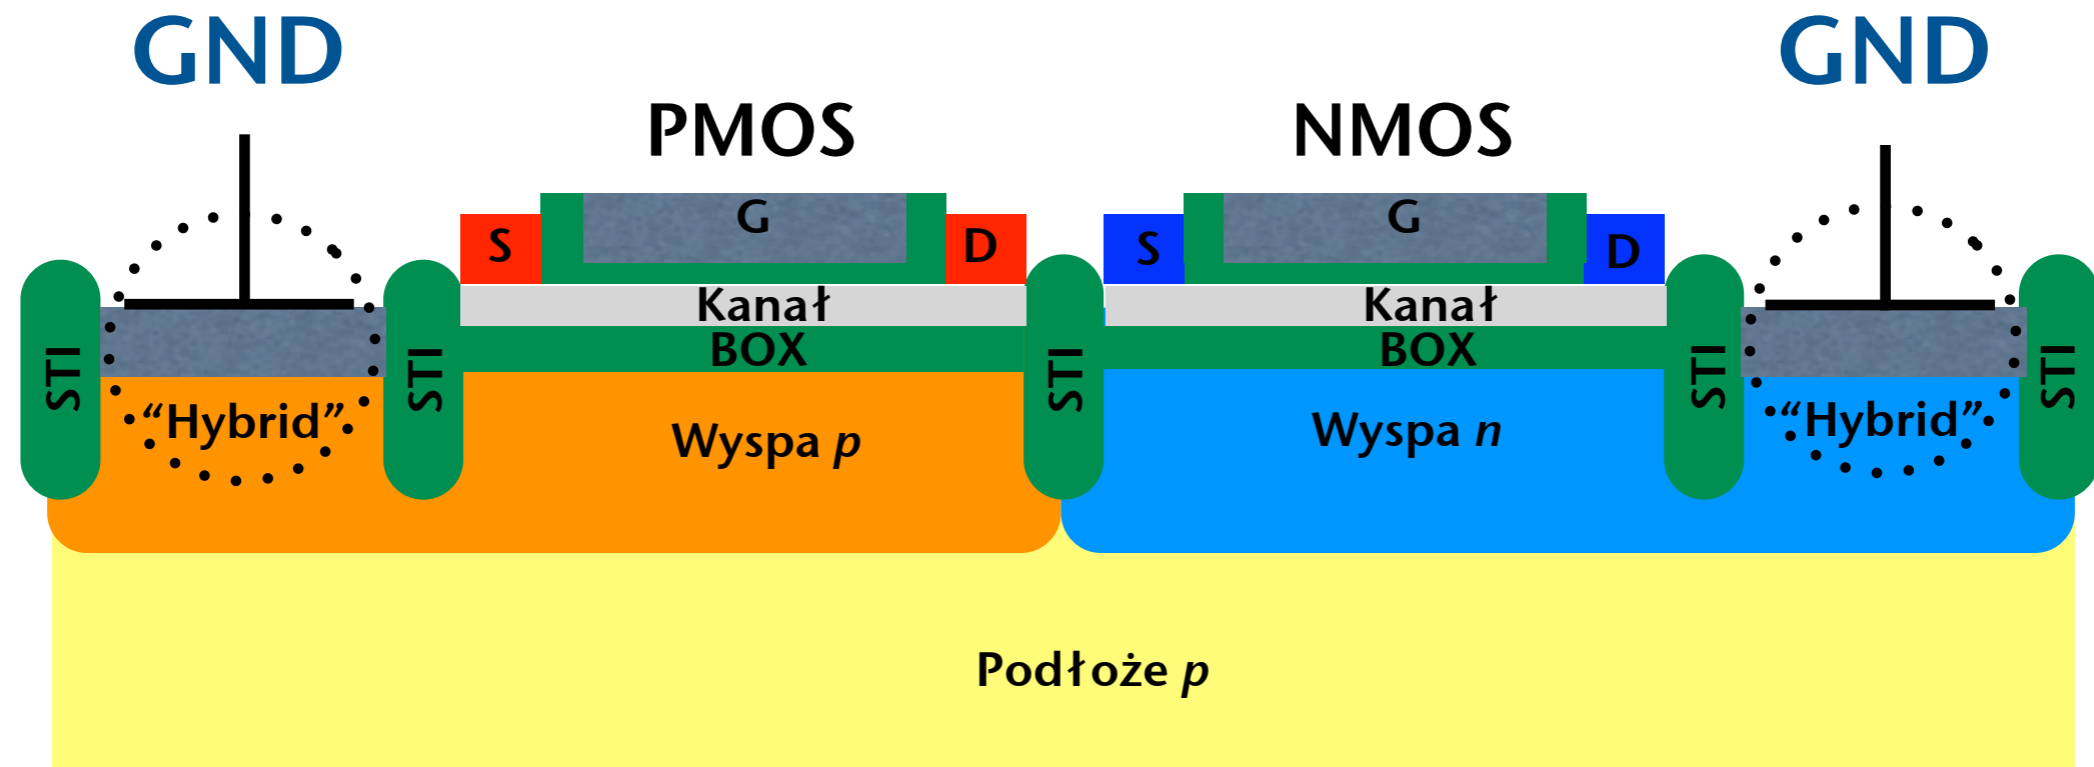 GND
GND
PMOS
NMOS
S
G
D
S
G
D
Kanał
Kanał
BOX
BOX
STI
STI
STI
STI
STI
“Hybrid”
Wyspa p
Wyspa n
“Hybrid”
Podłoże p